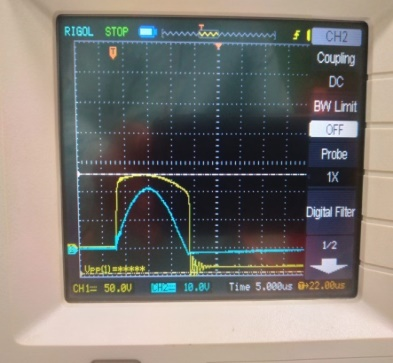 RIGOL STOP T CH2
T
Coupling
DC
BW Limit
OFF
Probe
1X
Digital Filter
1/2
Vpp(1)=*****
CH1= 50.0V CH2= 10.0V Time 5.000us T+22.00us